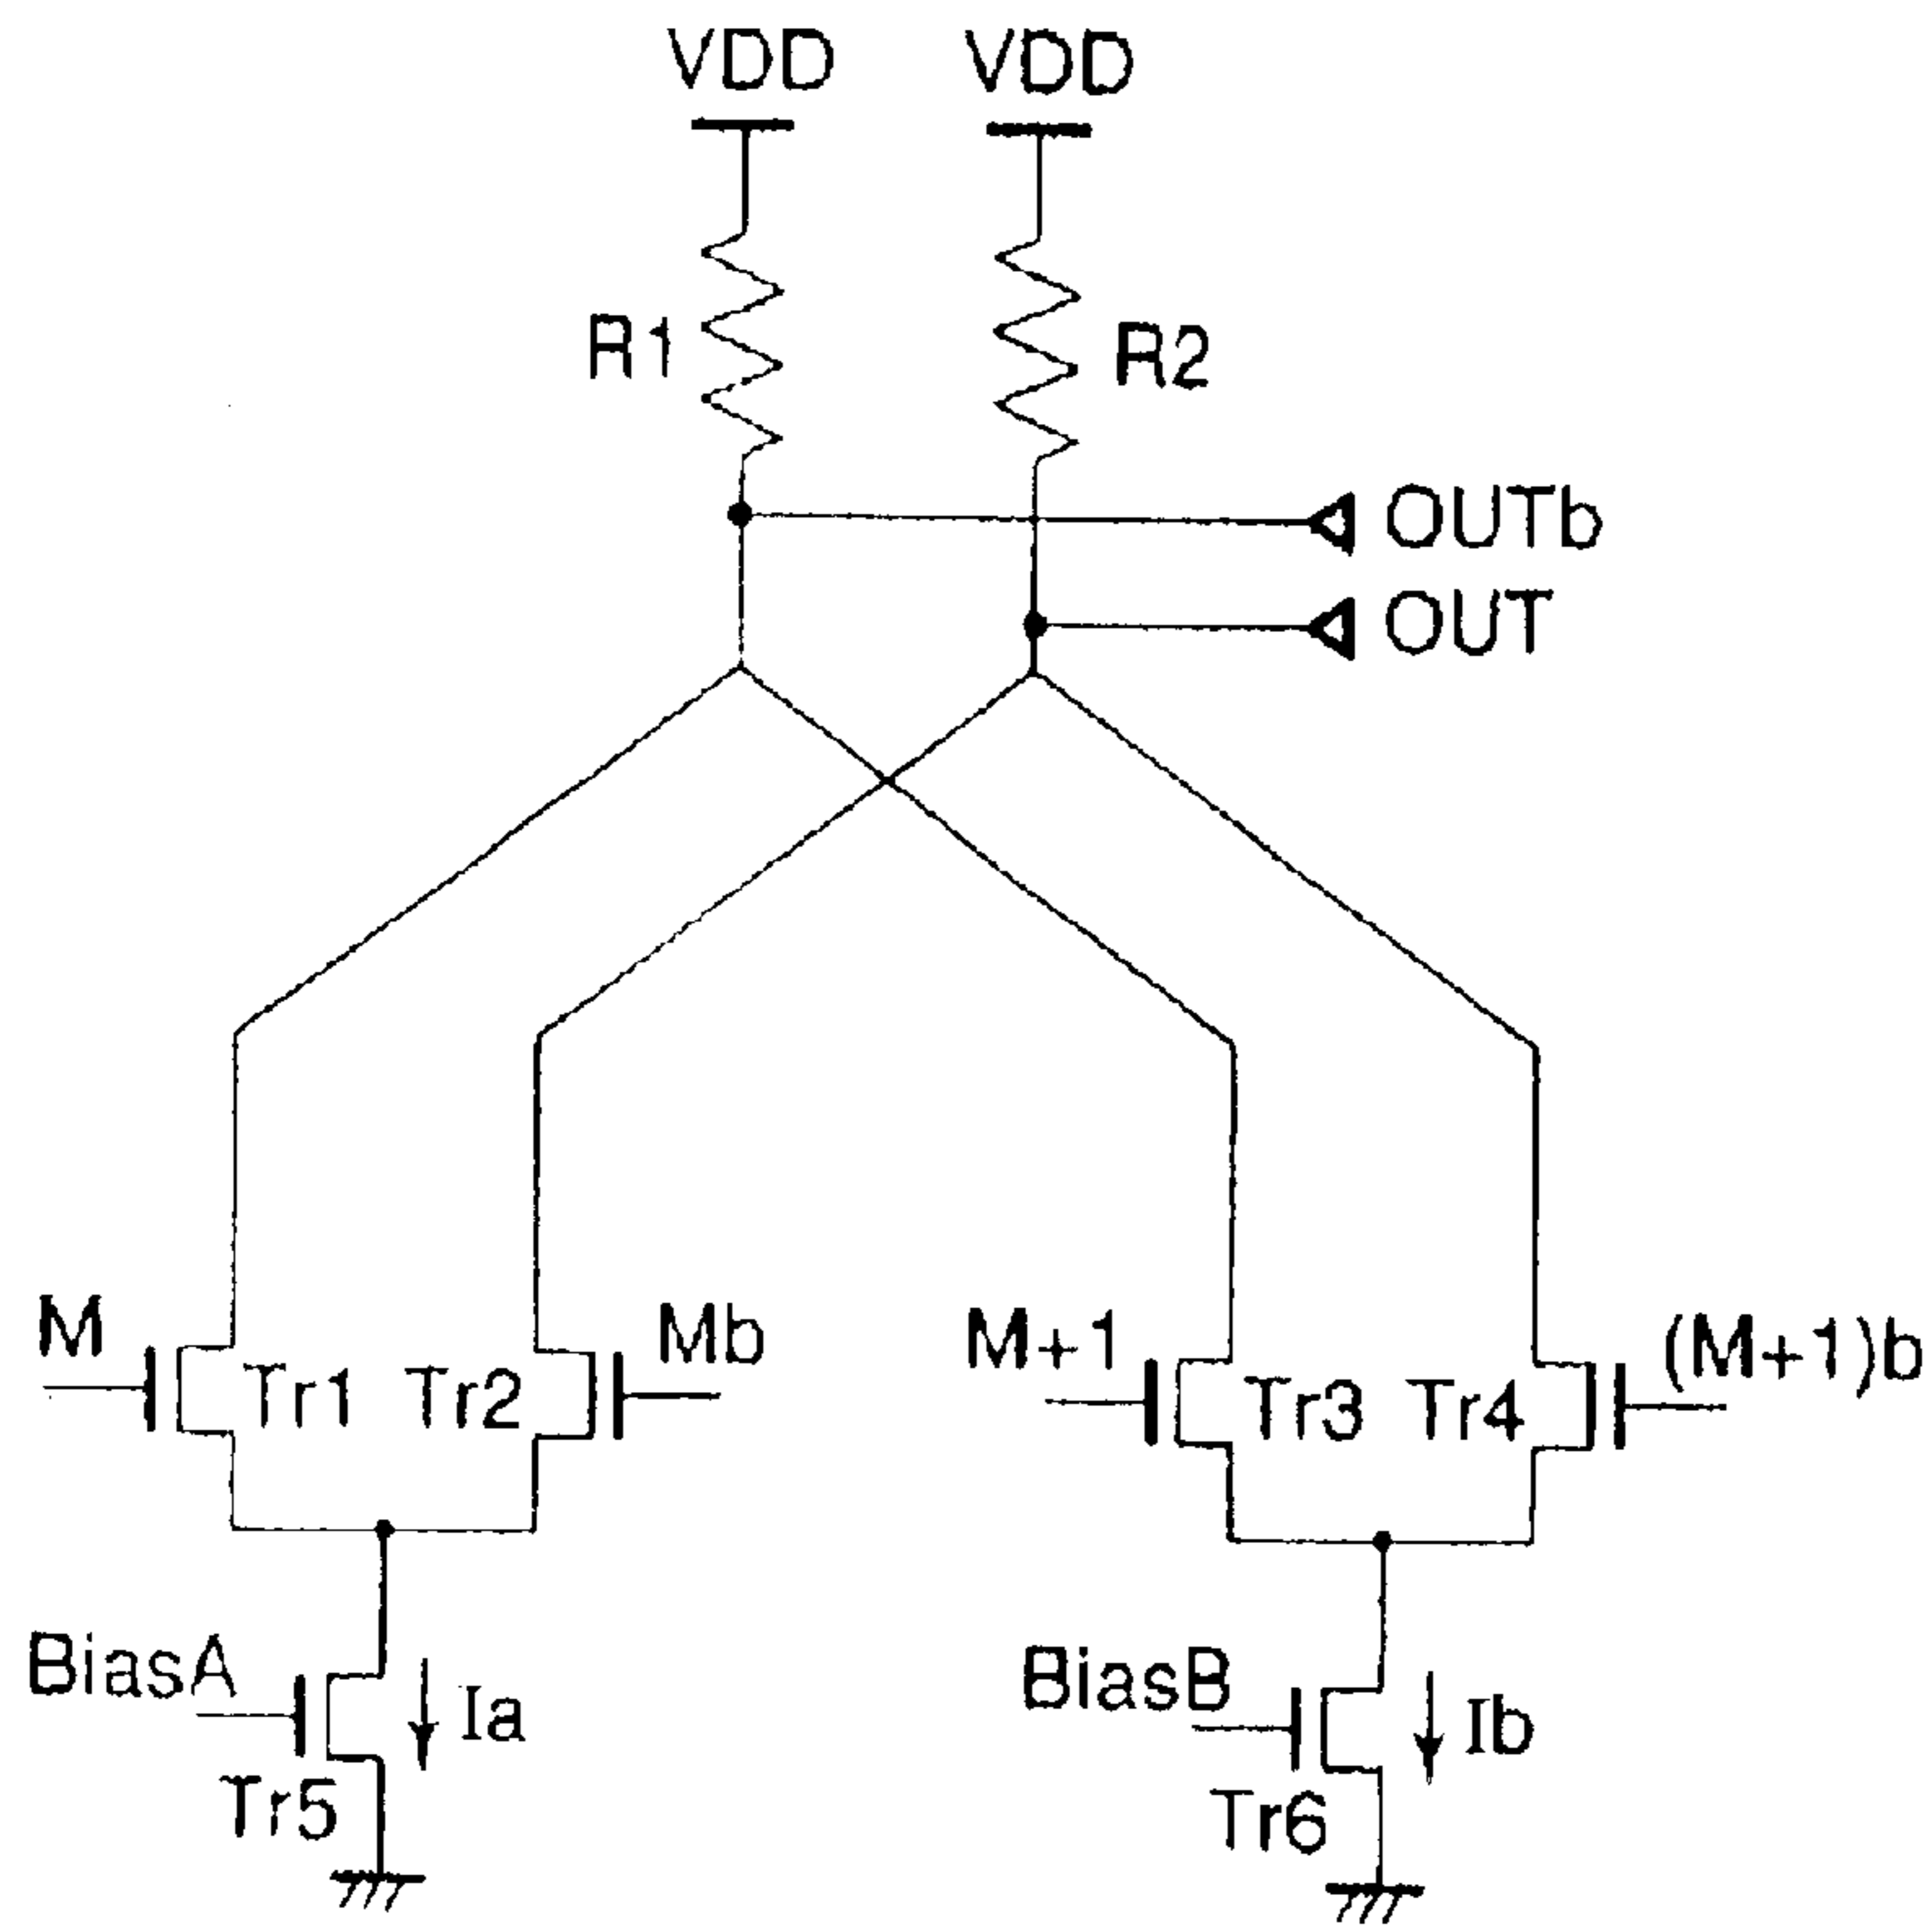 VDD VDD
R1 R2
OUTb
OUT
M Tr1 Tr2 Mb M+1 Tr3 Tr4 (M+1)b
BiasA Ia Tr5
BiasB Ib Tr6